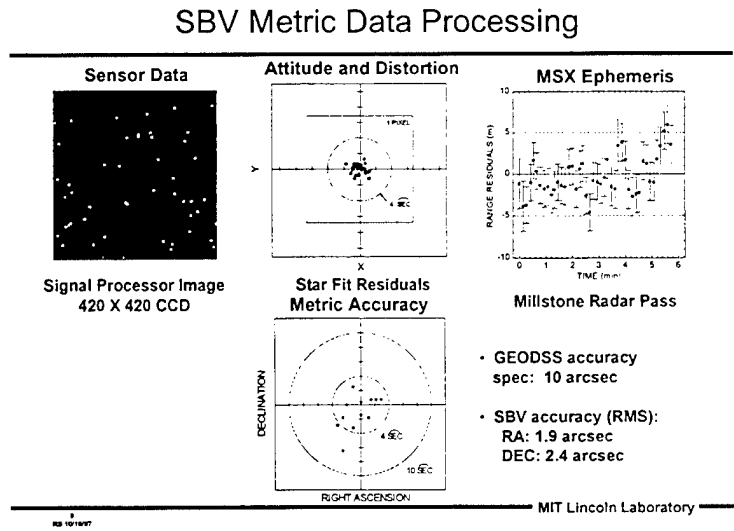 SBV Metric Data Processing
Sensor Data
Signal Processor Image
420 X 420 CCD
Attitude and Distortion
1 PIXEL
Y
4 SEC
X
Star Fit Residuals
MSX Ephemeris
RANGE RESIDUALS (m)
10
5
0
-5
-10
0 1 2 3 4 5 6
TIME (min)
Millstone Radar Pass
Metric Accuracy
DECLINATION
4 SEC
10 SEC
RIGHT ASCENSION
• GEODSS accuracy
spec: 10 arcsec
• SBV accuracy (RMS):
RA: 1.9 arcsec
DEC: 2.4 arcsec
MIT Lincoln Laboratory